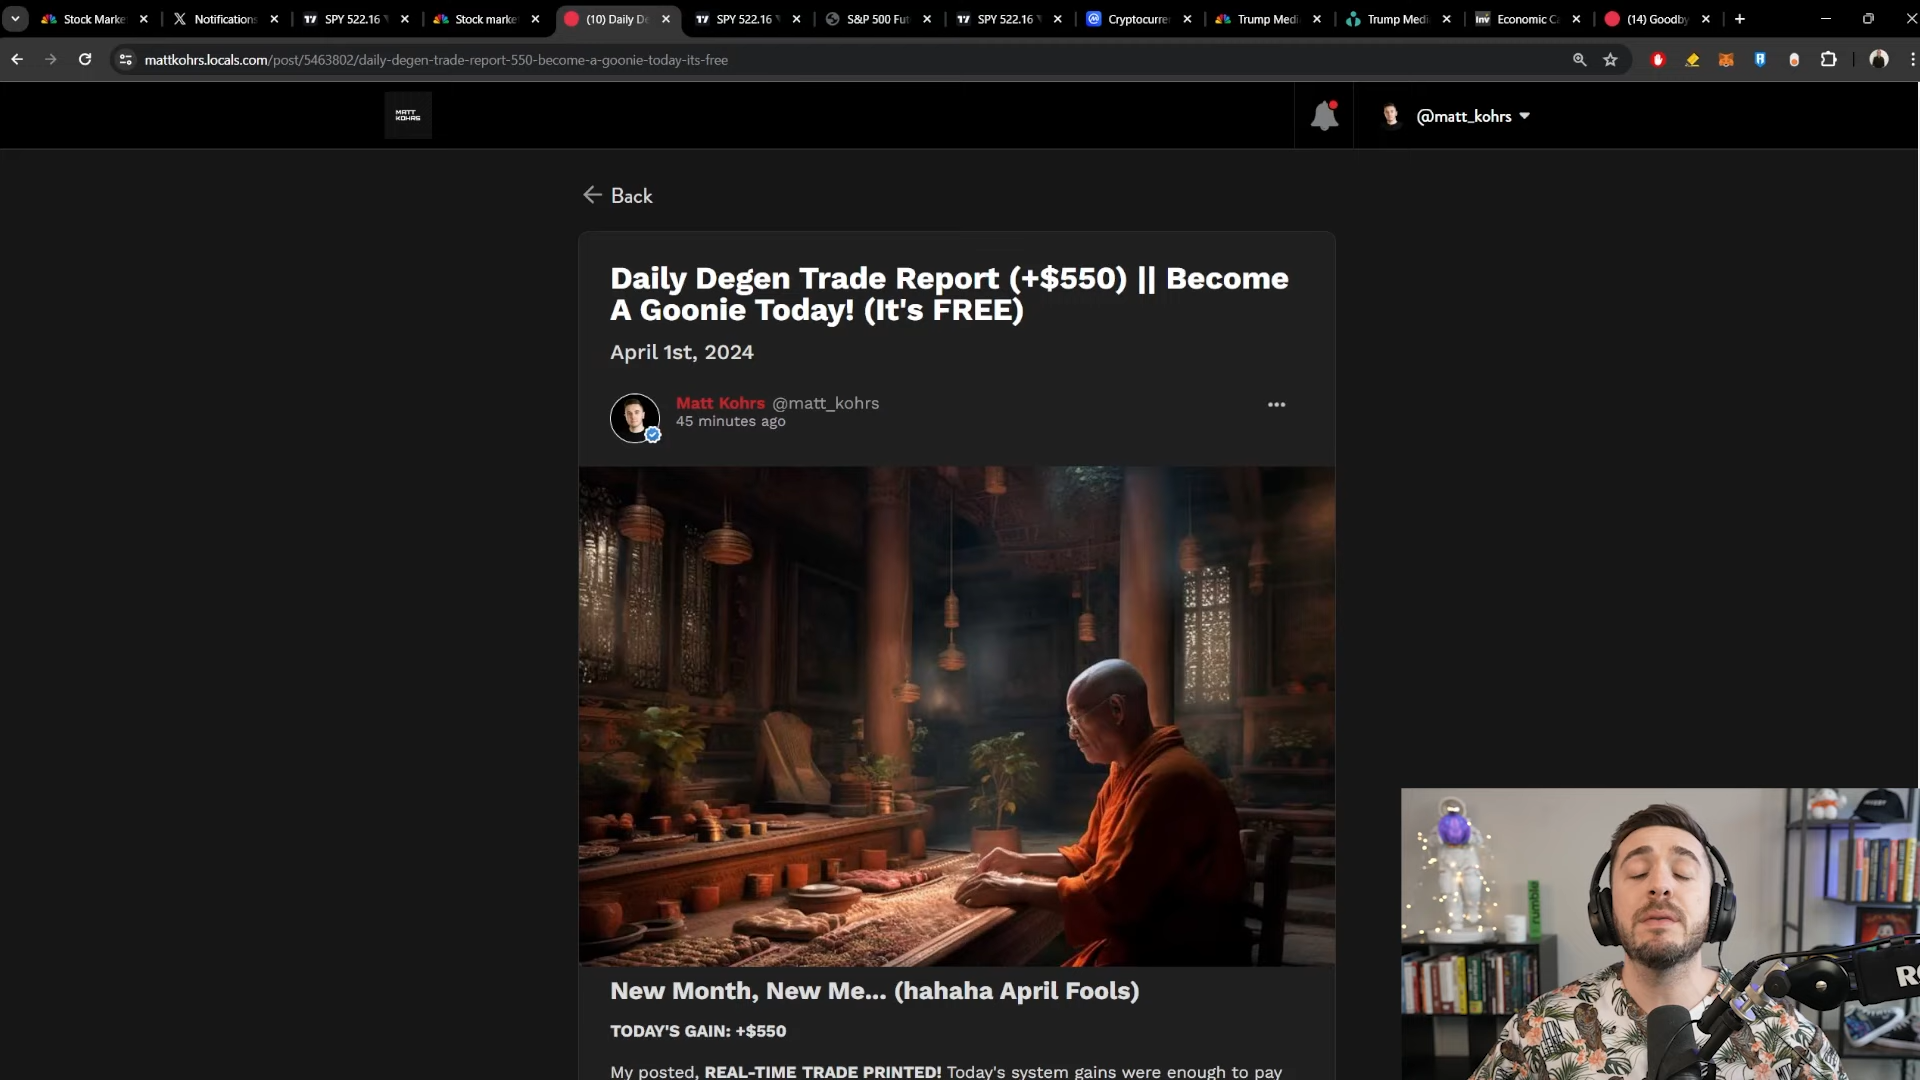 Stock Marke
Notifications
SPY 522.16
Stock marke
(10) Daily De
SPY 522.16
S&P 500 Fut
SPY 522.16
Cryptocurre
Trump Medi
Trump Medi
Economic Ca
(14) Goodby
mattkohrs.locals.com/post/5463802/daily-degen-trade-report-550-become-a-goonie-today-its-free
MATT
KOHRS
@matt_kohrs
Back
Daily Degen Trade Report (+$550) || Become
A Goonie Today! (It's FREE)
April 1st, 2024
Matt Kohrs @matt_kohrs
45 minutes ago
New Month, New Me... (hahaha April Fools)
TODAY'S GAIN: +$550
My posted, REAL-TIME TRADE PRINTED! Today's system gains were enough to pay
rumble